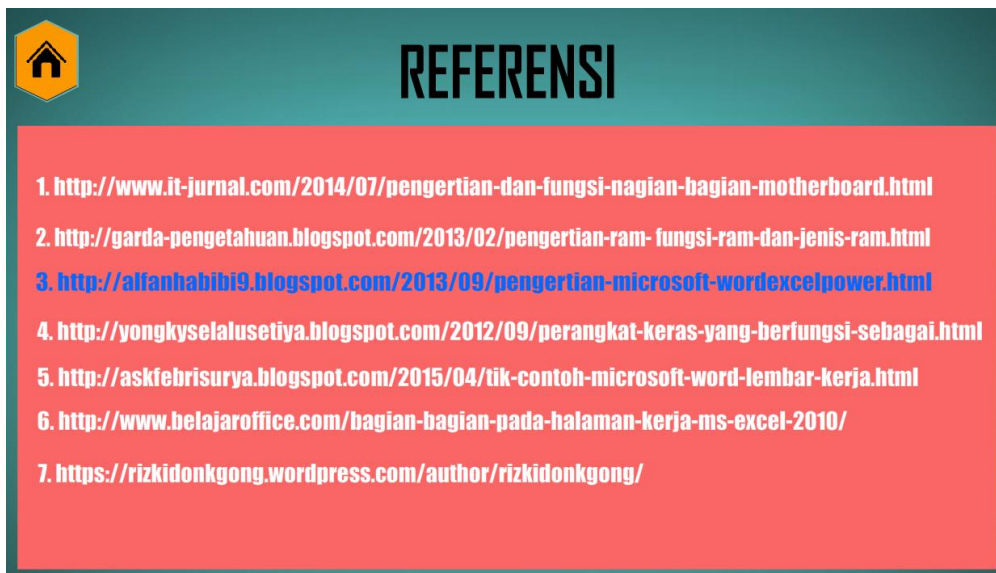 REFERENSI
1. http://www.it-jurnal.com/2014/07/pengertian-dan-fungsi-nagian-bagian-motherboard.html
2. http://garda-pengetahuan.blogspot.com/2013/02/pengertian-ram- fungsi-ram-dan-jenis-ram.html
3. http://alfanhabibi9.blogspot.com/2013/09/pengertian-microsoft-wordexcelpower.html
4. http://yongkyselalusetiya.blogspot.com/2012/09/perangkat-keras-yang-berfungsi-sebagai.html
5. http://askfebrisurya.blogspot.com/2015/04/tik-contoh-microsoft-word-lembar-kerja.html
6. http://www.belajaroffice.com/bagian-bagian-pada-halaman-kerja-ms-excel-2010/
7. https://rizkidonkgong.wordpress.com/author/rizkidonkgong/